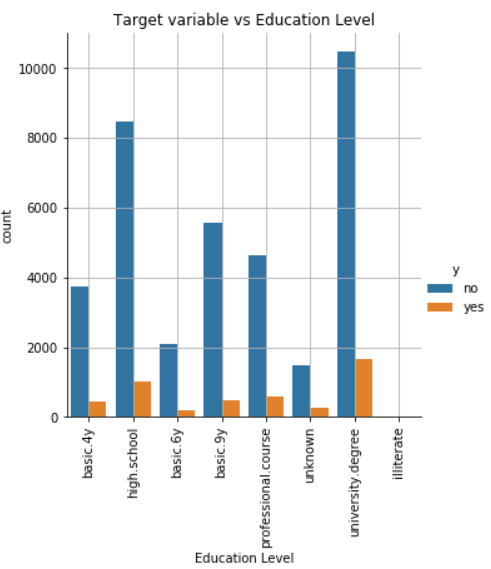 Target variable vs Education Level
10000
8000
6000
4000
2000
0
count
basic.4y
high.school
basic.6y
basic.9y
professional.course
unknown
university.degree
illiterate
Education Level
y
no
yes